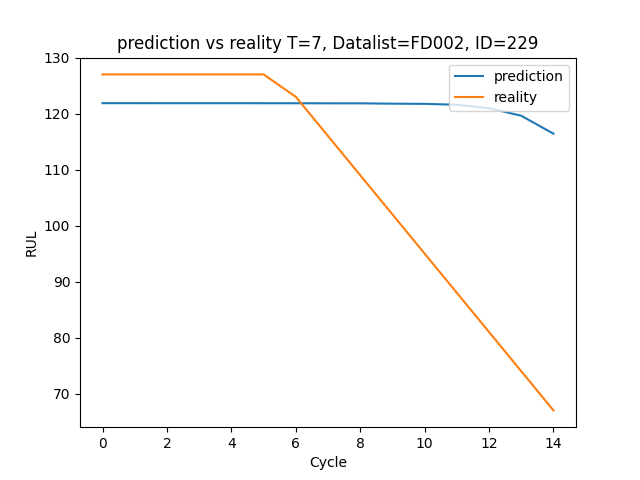 prediction vs reality T=7, Datalist=FD002, ID=229
130
120
110
100
90
80
70
RUL
prediction
reality
0 2 4 6 8 10 12 14
Cycle